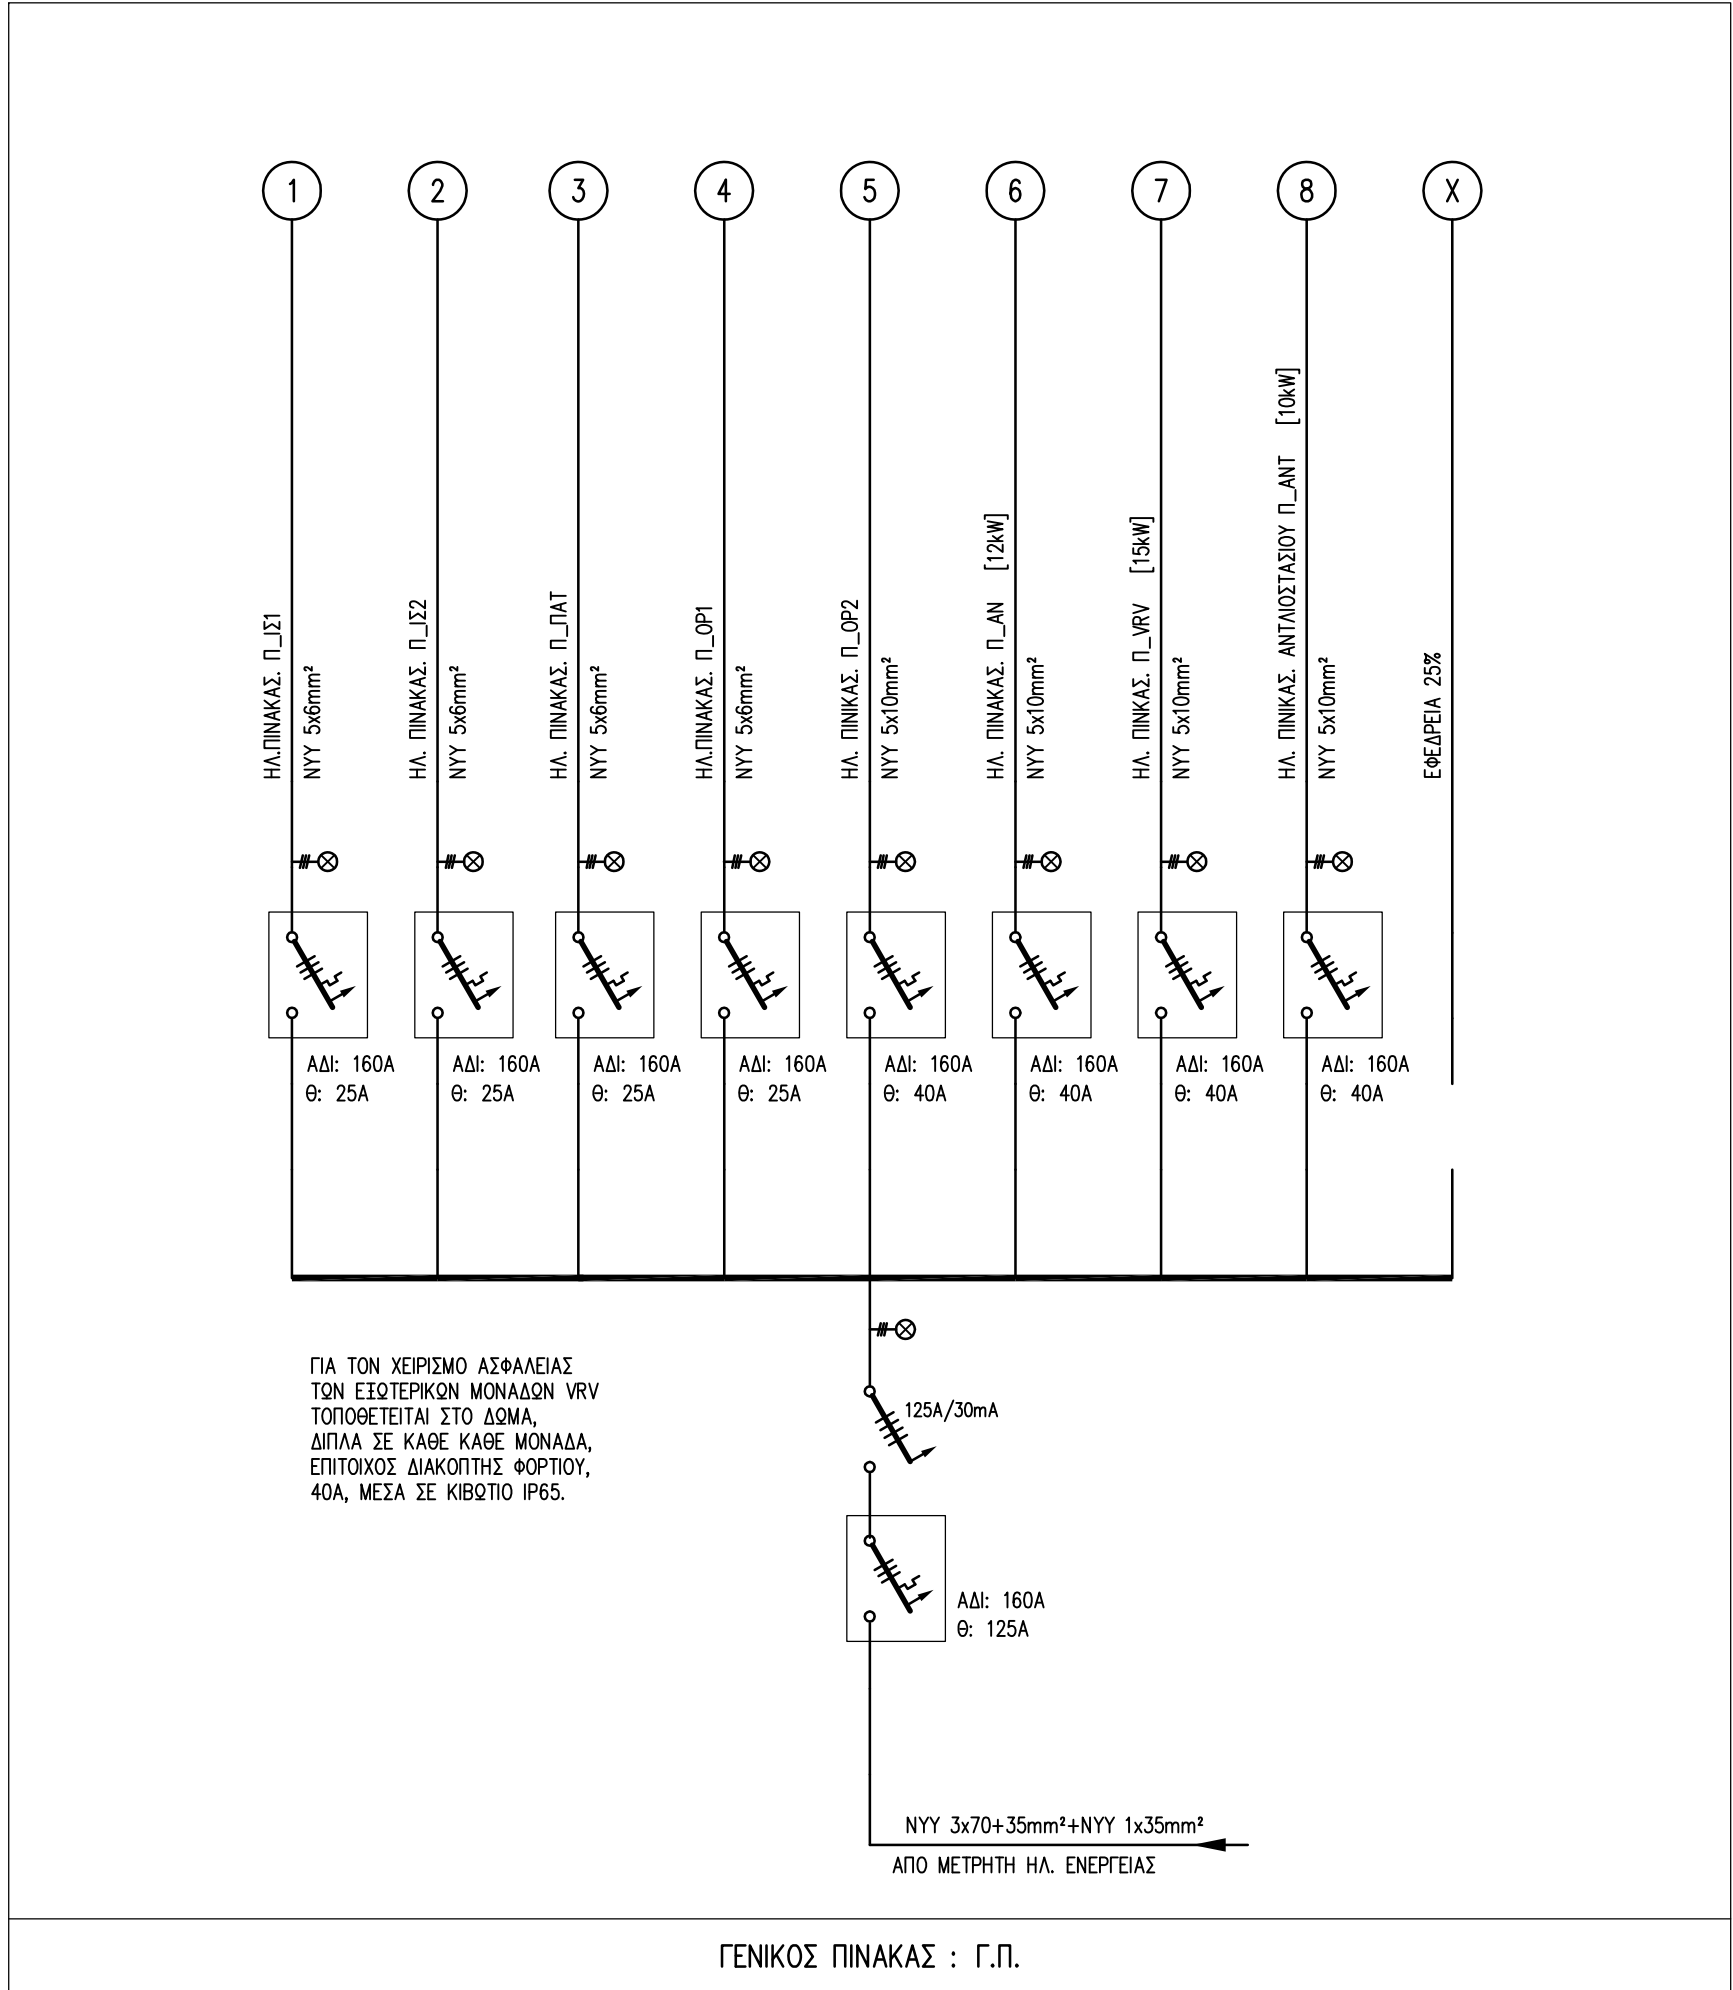 1
2
3
4
5
6
7
8
X
ΗΛ.ΠΙΝΑΚΑΣ. Π_ΙΣ1
NYY 5x6mm²
ΗΛ. ΠΙΝΑΚΑΣ. Π_ΙΣ2
NYY 5x6mm²
ΗΛ. ΠΙΝΑΚΑΣ. Π_ΠΑΤ
NYY 5x6mm²
ΗΛ.ΠΙΝΑΚΑΣ. Π_ΟΡ1
NYY 5x6mm²
ΗΛ. ΠΙΝΙΚΑΣ. Π_ΟΡ2
NYY 5x10mm²
ΗΛ. ΠΙΝΑΚΑΣ. Π_ΑΝ [12kW]
NYY 5x10mm²
ΗΛ. ΠΙΝΚΑΣ. Π_VRV [15kW]
NYY 5x10mm²
ΗΛ. ΠΙΝΙΚΑΣ. ΑΝΤΛΙΟΣΤΑΣΙΟΥ Π_ΑΝΤ [10kW]
NYY 5x10mm²
ΕΦΕΔΡΕΙΑ 25%
ΑΔΙ: 160A
Θ: 25A
ΑΔΙ: 160A
Θ: 25A
ΑΔΙ: 160A
Θ: 25A
ΑΔΙ: 160A
Θ: 25A
ΑΔΙ: 160A
Θ: 40A
ΑΔΙ: 160A
Θ: 40A
ΑΔΙ: 160A
Θ: 40A
ΑΔΙ: 160A
Θ: 40A
ΓΙΑ ΤΟΝ ΧΕΙΡΙΣΜΟ ΑΣΦΑΛΕΙΑΣ
ΤΩΝ ΕΞΩΤΕΡΙΚΩΝ ΜΟΝΑΔΩΝ VRV
ΤΟΠΟΘΕΤΕΙΤΑΙ ΣΤΟ ΔΩΜΑ,
ΔΙΠΛΑ ΣΕ ΚΑΘΕ ΚΑΘΕ ΜΟΝΑΔΑ,
ΕΠΙΤΟΙΧΟΣ ΔΙΑΚΟΠΤΗΣ ΦΟΡΤΙΟΥ,
40Α, ΜΕΣΑ ΣΕ ΚΙΒΩΤΙΟ IP65.
125A/30mA
ΑΔΙ: 160A
Θ: 125A
NYY 3x70+35mm²+NYY 1x35mm²
ΑΠΟ ΜΕΤΡΗΤΗ ΗΛ. ΕΝΕΡΓΕΙΑΣ
ΓΕΝΙΚΟΣ ΠΙΝΑΚΑΣ : Γ.Π.